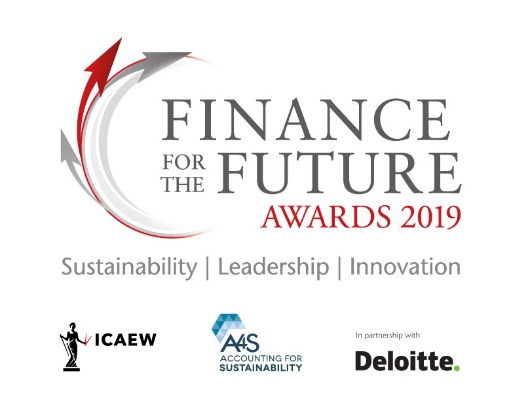 FINANCE
FOR THE FUTURE
AWARDS 2019
Sustainability | Leadership | Innovation
ICAEW
A4S
ACCOUNTING FOR
SUSTAINABILITY
In partnership with
Deloitte.